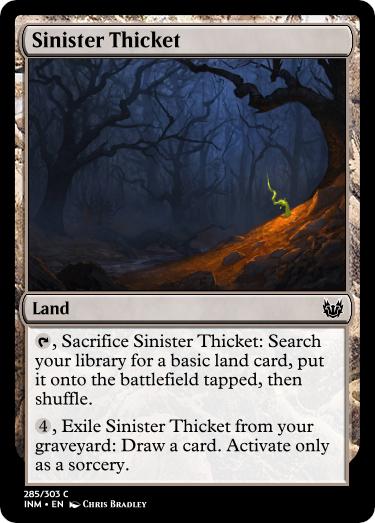 Sinister Thicket
Land
, Sacrifice Sinister Thicket: Search
your library for a basic land card, put
it onto the battlefield tapped, then
shuffle.
4, Exile Sinister Thicket from your
graveyard: Draw a card. Activate only
as a sorcery.
285/303 C
INM • EN Chris Bradley